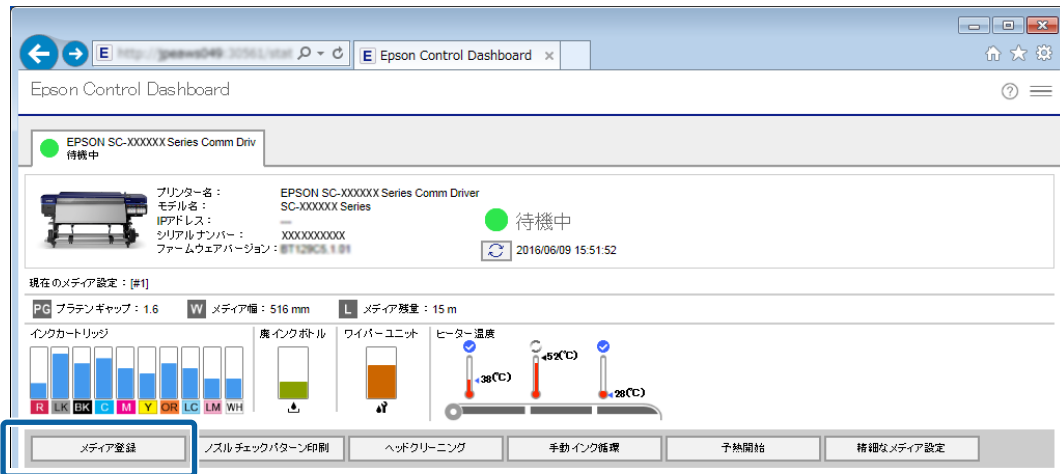 E
E Epson Control Dashboard ×
Epson Control Dashboard
?
EPSON SC-XXXXXX Series Comm Driv
待機中
プリンター名：
EPSON SC-XXXXXX Series Comm Driver
モデル名：
SC-XXXXXX Series
IPアドレス：
---
シリアルナンバー：
XXXXXXXXXX
ファームウェアバージョン：
待機中
2016/06/09 15:51:52
現在のメディア設定：[#1]
PG プラテンギャップ：1.6 W メディア幅：516 mm L メディア残量：15 m
インクカートリッジ 廃インクボトル ワイパーユニット ヒーター温度
38(℃) 52(℃) 28(℃)
R LK BK C M Y OR LC LM WH
メディア登録 ノズルチェックパターン印刷 ヘッドクリーニング 手動インク循環 予熱開始 精細なメディア設定